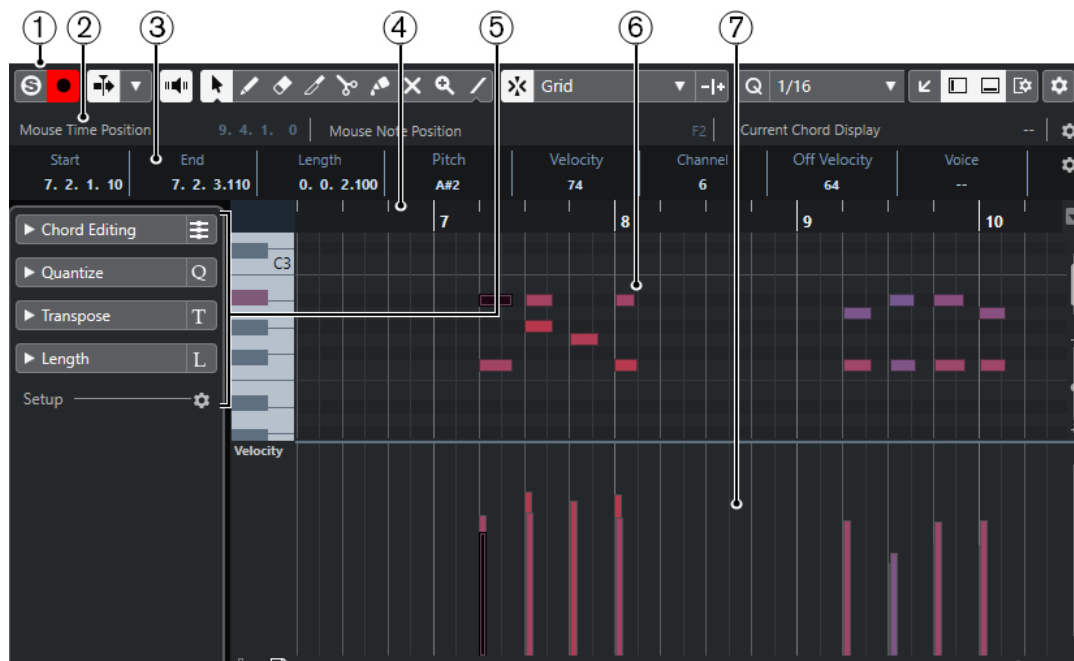 1 2 3 4 5 6 7
S Grid Q 1/16
Mouse Time Position 9. 4. 1. 0 Mouse Note Position F2 Current Chord Display --
Start End Length Pitch Velocity Channel Off Velocity Voice
7. 2. 1. 10 7. 2. 3.110 0. 0. 2.100 A#2 74 6 64 --
7 8 9 10
Chord Editing
C3
Quantize Q
Transpose T
Length L
Setup
Velocity